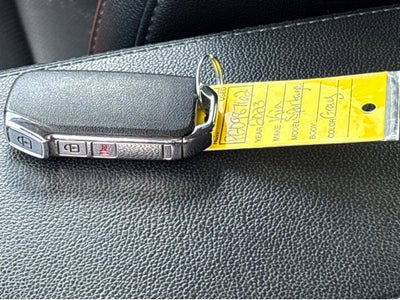 YEAR 2023
MAKE Kia
MODEL Sportage
BODY
COLOR Gray